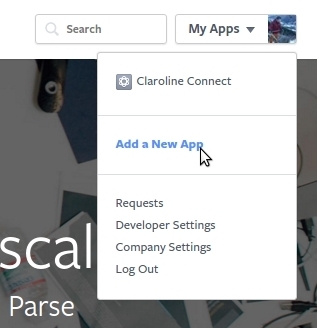 Search
My Apps
Claroline Connect
Add a New App
Requests
Developer Settings
Company Settings
Log Out
scal
Parse